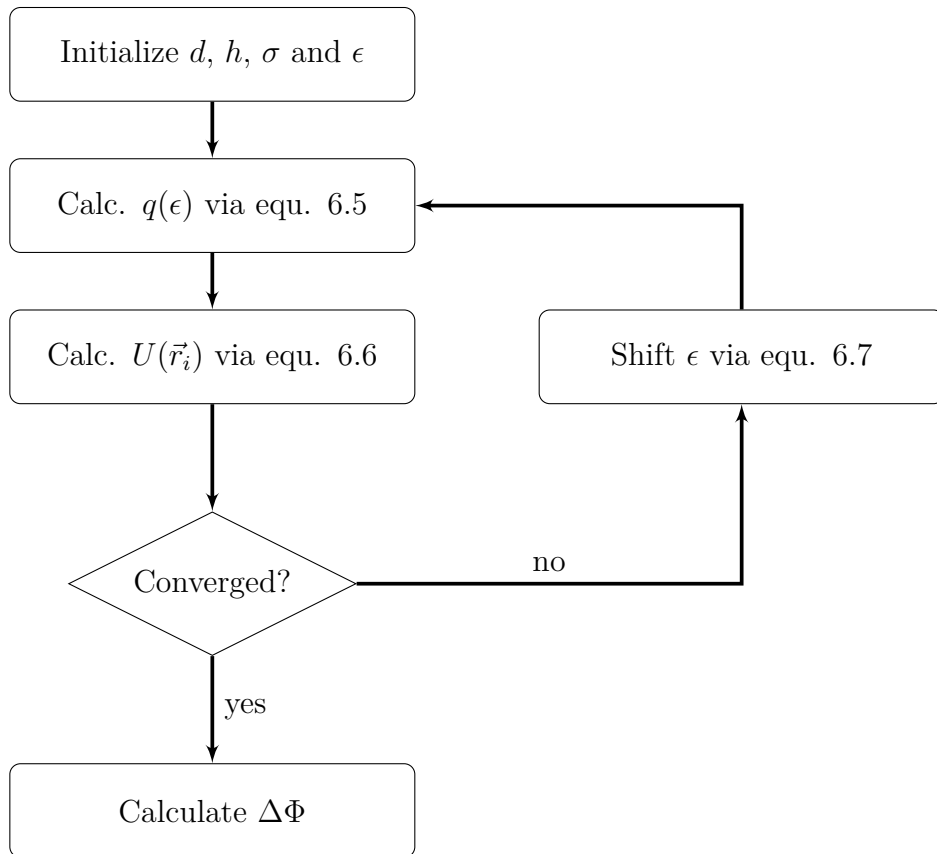 Initialize d, h, σ and ϵ
Calc. q(ϵ) via equ. 6.5
Calc. U(r⃗ᵢ) via equ. 6.6
Shift ϵ via equ. 6.7
Converged?
no
yes
Calculate ΔΦ